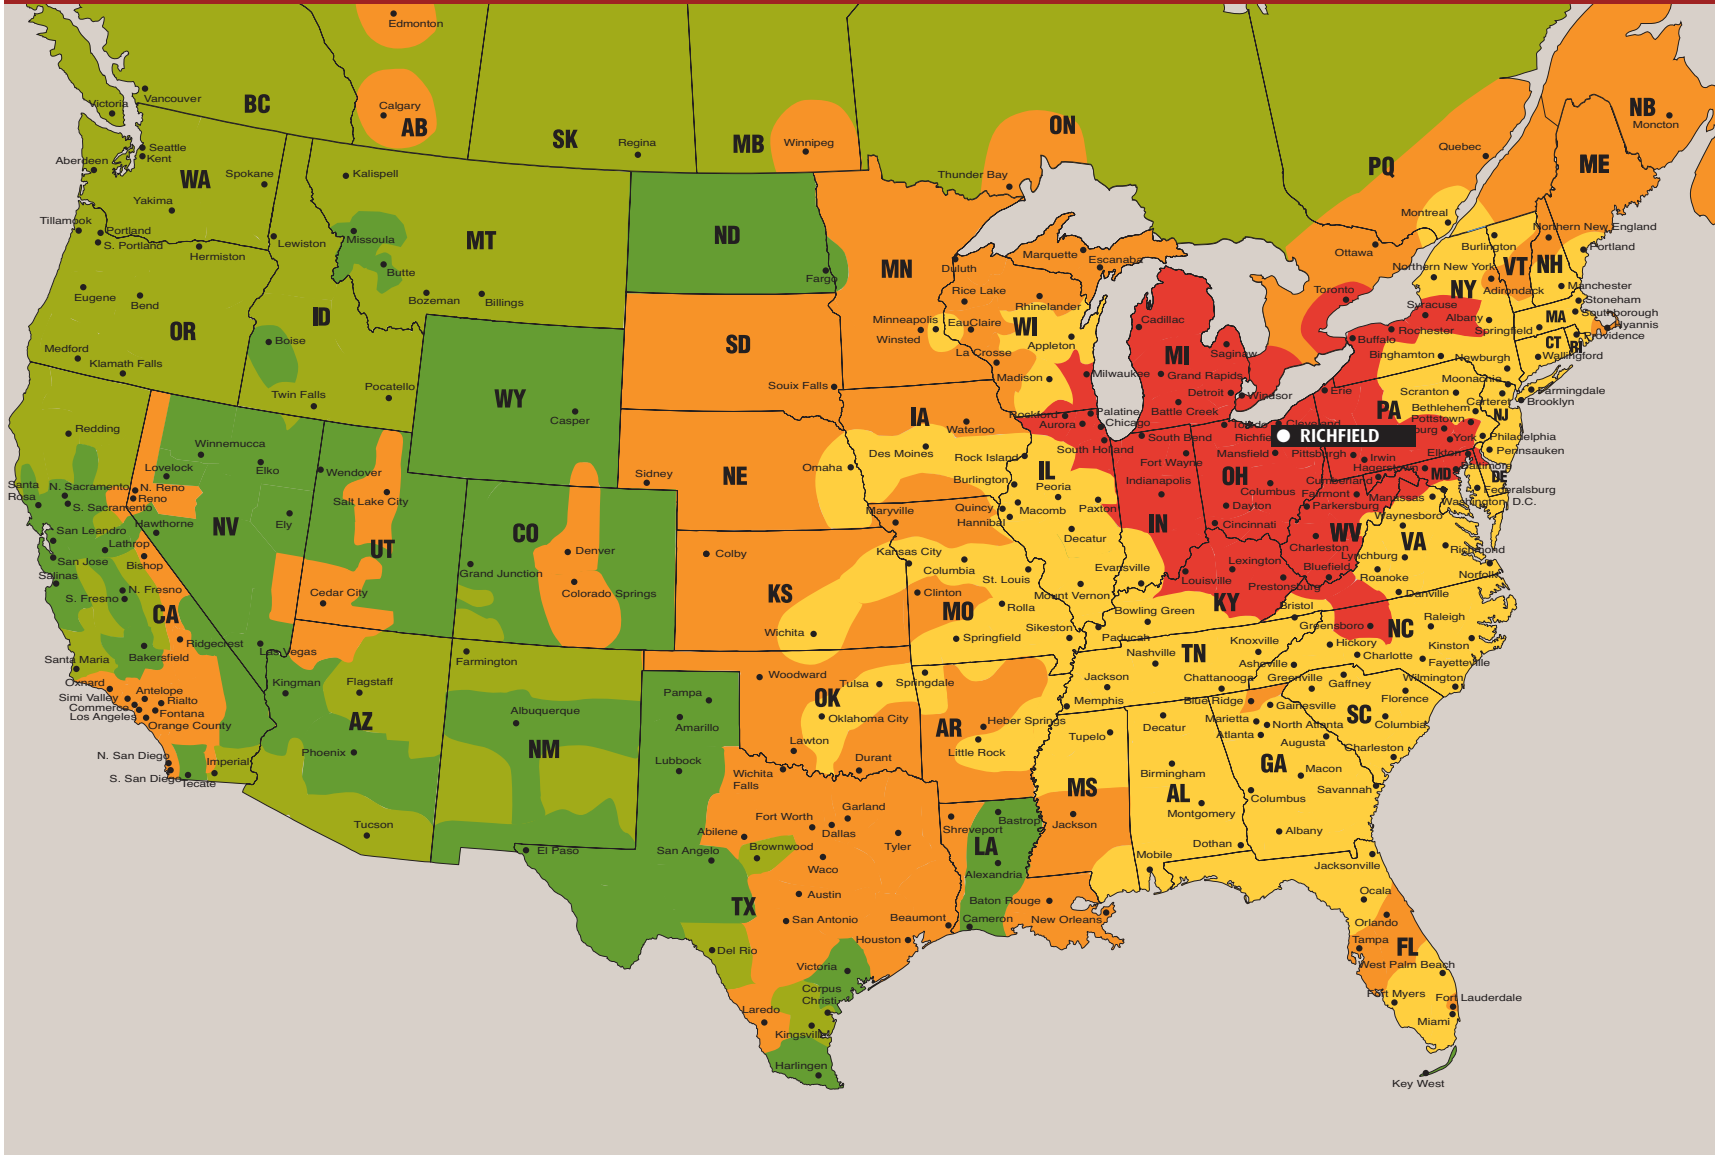 Edmonton
Vancouver
Victoria
BC
Calgary
AB
SK
Regina
MB
Winnipeg
ON
Thunder Bay
PQ
Quebec
NB
Moncton
ME
Montreal
Ottawa
Toronto
Seattle
Kent
Aberdeen
WA
Spokane
Yakima
Tillamook
Portland
S. Portland
Hermiston
Lewiston
Eugene
Bend
OR
Medford
Klamath Falls
Kalispell
MT
Missoula
Butte
Bozeman
Billings
ID
Boise
Twin Falls
Pocatello
WY
Casper
ND
Fargo
SD
Souix Falls
MN
Duluth
Minneapolis
Winsted
Marquette
Escanaba
Rice Lake
Rhinelander
EauClaire
WI
Appleton
La Crosse
Madison
Milwaukee
Cadillac
MI
Saginaw
Grand Rapids
Detroit
Windsor
Battle Creek
Northern New England
Portland
Burlington
VT
NH
Northern New York
NY
Adirondack
Manchester
Stoneham
Southborough
Hyannis
Providence
MA
CT
RI
Syracuse
Albany
Springfield
Rochester
Buffalo
Binghamton
Newburgh
Wallingford
Moonachie
Farmingdale
Brooklyn
Carteret
NJ
Erie
PA
Scranton
Bethlehem
Pottstown
burg
York
Philadelphia
Pennsauken
Elkton
Baltimore
MD
DE
Federalsburg
Washington D.C.
Pittsburgh
Irwin
Hagerstown
Cumberland
Manassas
Redding
Santa Rosa
N. Sacramento
S. Sacramento
San Leandro
Lathrop
San Jose
Salinas
N. Fresno
S. Fresno
CA
Bishop
Ridgecrest
Bakersfield
Santa Maria
Oxnard
Simi Valley
Commerce
Los Angeles
Antelope
Rialto
Fontana
Orange County
N. San Diego
S. San Diego
Tecate
Imperial
Winnemucca
Lovelock
Elko
N. Reno
Reno
Hawthorne
NV
Ely
Las Vegas
Wendover
Salt Lake City
UT
Cedar City
CO
Denver
Grand Junction
Colorado Springs
Kingman
Flagstaff
AZ
Phoenix
Tucson
Farmington
Albuquerque
NM
Sidney
NE
Omaha
IA
Waterloo
Des Moines
Colby
KS
Wichita
Maryville
Kansas City
Columbia
St. Louis
Clinton
MO
Rolla
Springfield
Sikeston
Quincy
Hannibal
Rockford
Aurora
Palatine
Chicago
South Holland
Rock Island
IL
Burlington
Peoria
Macomb
Paxton
Decatur
Mount Vernon
South Bend
Fort Wayne
Indianapolis
IN
Evansville
Toledo
Cleveland
Richfie
RICHFIELD
Mansfield
OH
Columbus
Dayton
Cincinnati
Fairmont
Parkersburg
WV
Charleston
Bluefield
Lexington
Louisville
Prestonsburg
KY
Bowling Green
Paducah
Waynesboro
VA
Richmond
Lynchburg
Roanoke
Norfolk
Danville
Bristol
Greensboro
NC
Raleigh
Hickory
Kinston
Charlotte
Fayetteville
Asheville
Wilmington
Knoxville
Nashville
TN
Chattanooga
Jackson
Memphis
Greenville
Gaffney
Florence
SC
Columbia
Charleston
Blue Ridge
Gainesville
Marietta
North Atlanta
Atlanta
Augusta
GA
Macon
Columbus
Savannah
Albany
Decatur
Birmingham
AL
Montgomery
Dothan
Mobile
Tupelo
MS
Jackson
Springdale
AR
Heber Springs
Little Rock
Woodward
Tulsa
OK
Oklahoma City
Lawton
Durant
Pampa
Amarillo
Lubbock
Wichita
Falls
Garland
Fort Worth
Dallas
Abilene
Brownwood
Tyler
San Angelo
Waco
El Paso
TX
Austin
San Antonio
Del Rio
Beaumont
Houston
Victoria
Corpus
Christi
Laredo
Kingsville
Harlingen
Shreveport
Bastrop
LA
Alexandria
Baton Rouge
Cameron
New Orleans
Jacksonville
Ocala
Orlando
Tampa
FL
West Palm Beach
Fort Myers
Fort Lauderdale
Miami
Key West